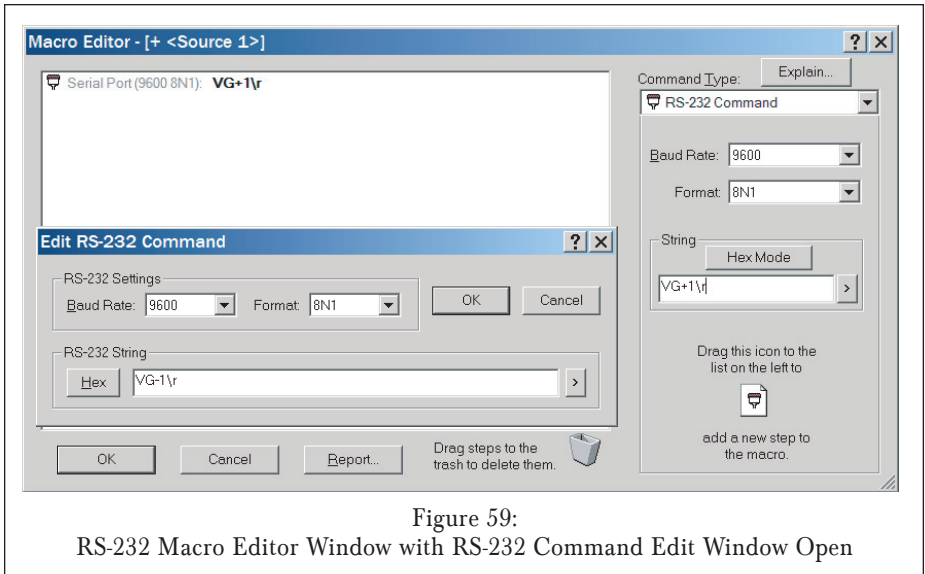 Macro Editor - [+ <Source 1>]
? ×
Serial Port (9600 8N1): VG+1\r
Command Type:
Explain...
RS-232 Command
Baud Rate: 9600
Format: 8N1
String
Hex Mode
VG+1\r
>
Drag this icon to the
list on the left to
add a new step to
the macro.
Edit RS-232 Command
? ×
RS-232 Settings
Baud Rate: 9600 Format: 8N1
OK Cancel
RS-232 String
Hex VG-1\r >
OK Cancel Report...
Drag steps to the
trash to delete them.
Figure 59:
RS-232 Macro Editor Window with RS-232 Command Edit Window Open